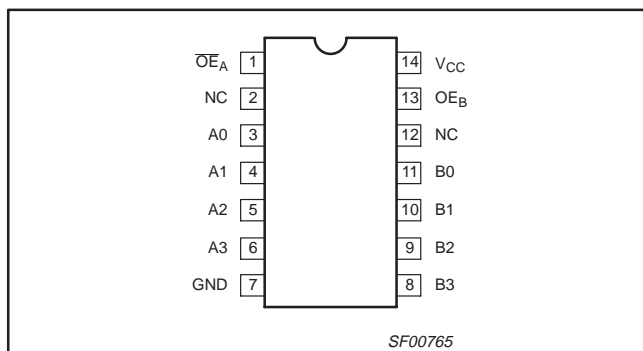 OEA 1 14 VCC
NC 2 13 OEB
A0 3 12 NC
A1 4 11 B0
A2 5 10 B1
A3 6 9 B2
GND 7 8 B3
SF00765